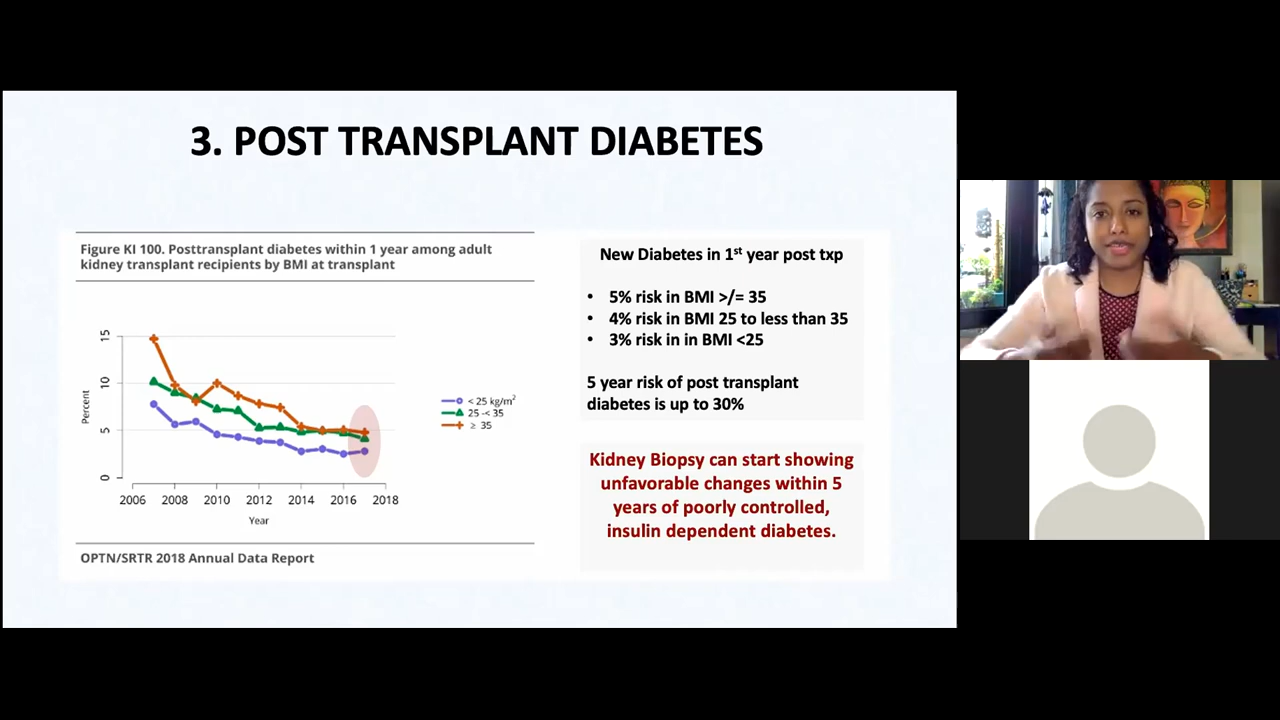 3. POST TRANSPLANT DIABETES
Figure KI 100. Posttransplant diabetes within 1 year among adult
kidney transplant recipients by BMI at transplant
15
10
5
0
Percent
2006 2008 2010 2012 2014 2016 2018
Year
< 25 kg/m²
25 -< 35
≥ 35
OPTN/SRTR 2018 Annual Data Report
New Diabetes in 1st year post txp
• 5% risk in BMI >/= 35
• 4% risk in BMI 25 to less than 35
• 3% risk in in BMI <25
5 year risk of post transplant
diabetes is up to 30%
Kidney Biopsy can start showing
unfavorable changes within 5
years of poorly controlled,
insulin dependent diabetes.